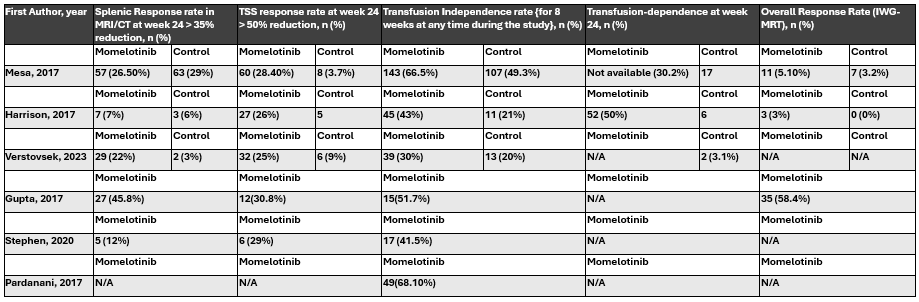 First Author, year | Splenic Response rate in MRI/CT at week 24 > 35% reduction, n (%) | TSS response rate at week 24 > 50% reduction, n (%) | Transfusion Independence rate {for 8 weeks at any time during the study}, n (%) | Transfusion-dependence at week 24, n (%) | Overall Response Rate (IWG-MRT), n (%)
Momelotinib | Control | Momelotinib | Control | Momelotinib | Control | Momelotinib | Control | Momelotinib | Control
Mesa, 2017 | 57 (26.50%) | 63 (29%) | 60 (28.40%) | 8 (3.7%) | 143 (66.5%) | 107 (49.3%) | Not available (30.2%) | 17 | 11 (5.10%) | 7 (3.2%)
Momelotinib | Control | Momelotinib | Control | Momelotinib | Control | Momelotinib | Control | Momelotinib | Control
Harrison, 2017 | 7 (7%) | 3 (6%) | 27 (26%) | 5 | 45 (43%) | 11 (21%) | 52 (50%) | 6 | 3 (3%) | 0 (0%)
Momelotinib | Control | Momelotinib | Control | Momelotinib | Control | Momelotinib | Control | Momelotinib | Control
Verstovsek, 2023 | 29 (22%) | 2 (3%) | 32 (25%) | 6 (9%) | 39 (30%) | 13 (20%) | N/A | 2 (3.1%) | N/A | N/A
Momelotinib | Momelotinib | Momelotinib | Momelotinib | Momelotinib
Gupta, 2017 | 27 (45.8%) | 12(30.8%) | 15(51.7%) | N/A | 35 (58.4%)
Momelotinib | Momelotinib | Momelotinib | Momelotinib | Momelotinib
Stephen, 2020 | 5 (12%) | 6 (29%) | 17 (41.5%) | N/A | N/A
Momelotinib | Momelotinib | Momelotinib | Momelotinib | Momelotinib
Pardanani, 2017 | N/A | N/A | 49(68.10%) | N/A | N/A